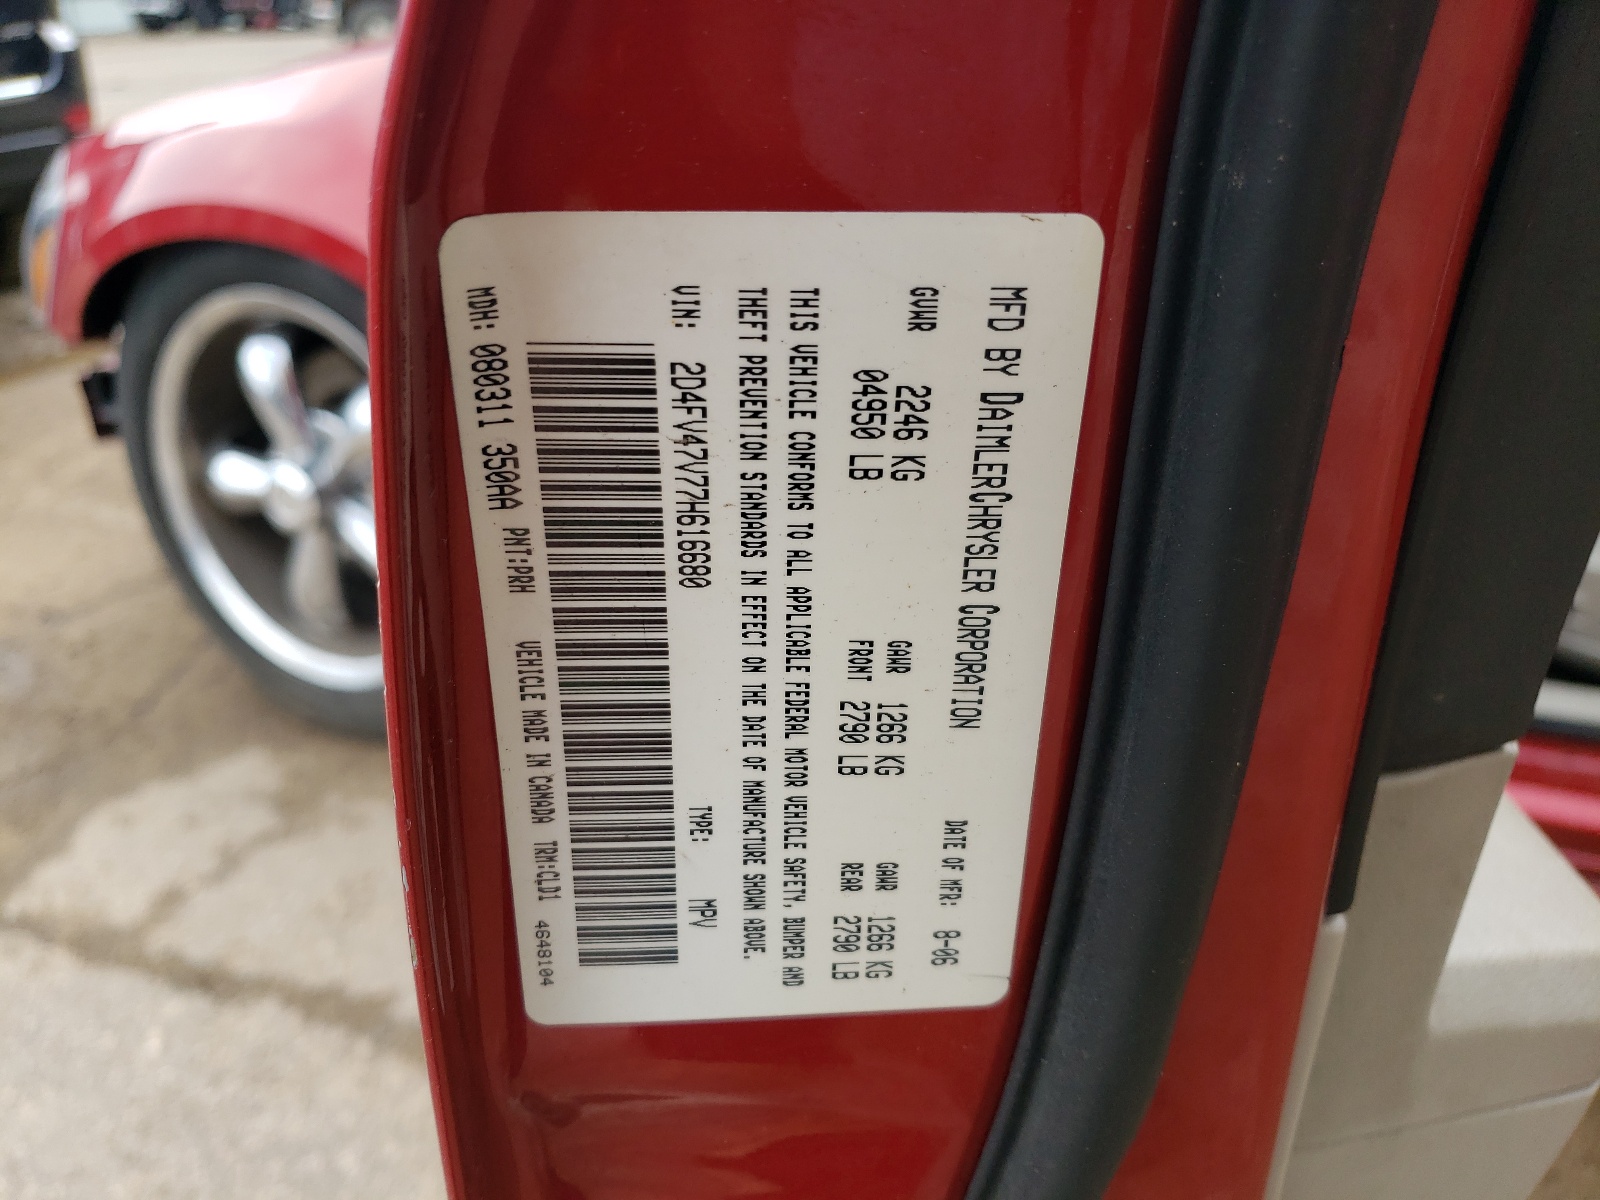 MFD BY DAIMLERCHRYSLER CORPORATION DATE OF MFR: 8-06
GVWR 2246 KG GAWR 1266 KG GAWR 1266 KG
04950 LB FRONT 2790 LB REAR 2790 LB
THIS VEHICLE CONFORMS TO ALL APPLICABLE FEDERAL MOTOR VEHICLE SAFETY, BUMPER AND
THEFT PREVENTION STANDARDS IN EFFECT ON THE DATE OF MANUFACTURE SHOWN ABOVE.
VIN: 2D4FV47V77H616680 TYPE: MPV
MDH: 080311 350AA PNT:PRH VEHICLE MADE IN CANADA TRM:CLD1 4648104